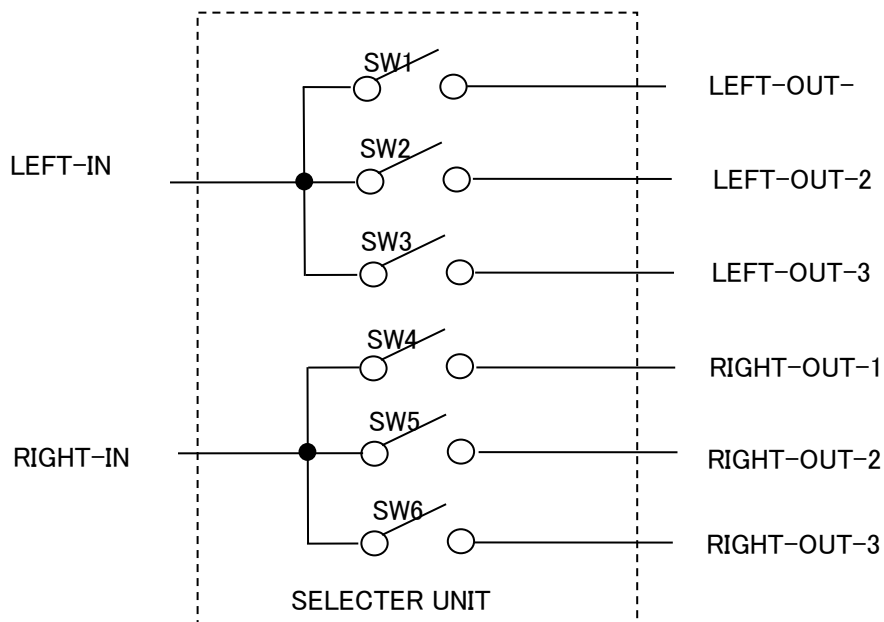 SW1
LEFT-OUT-
LEFT-IN
SW2
LEFT-OUT-2
SW3
LEFT-OUT-3
SW4
RIGHT-OUT-1
RIGHT-IN
SW5
RIGHT-OUT-2
SW6
RIGHT-OUT-3
SELECTER UNIT